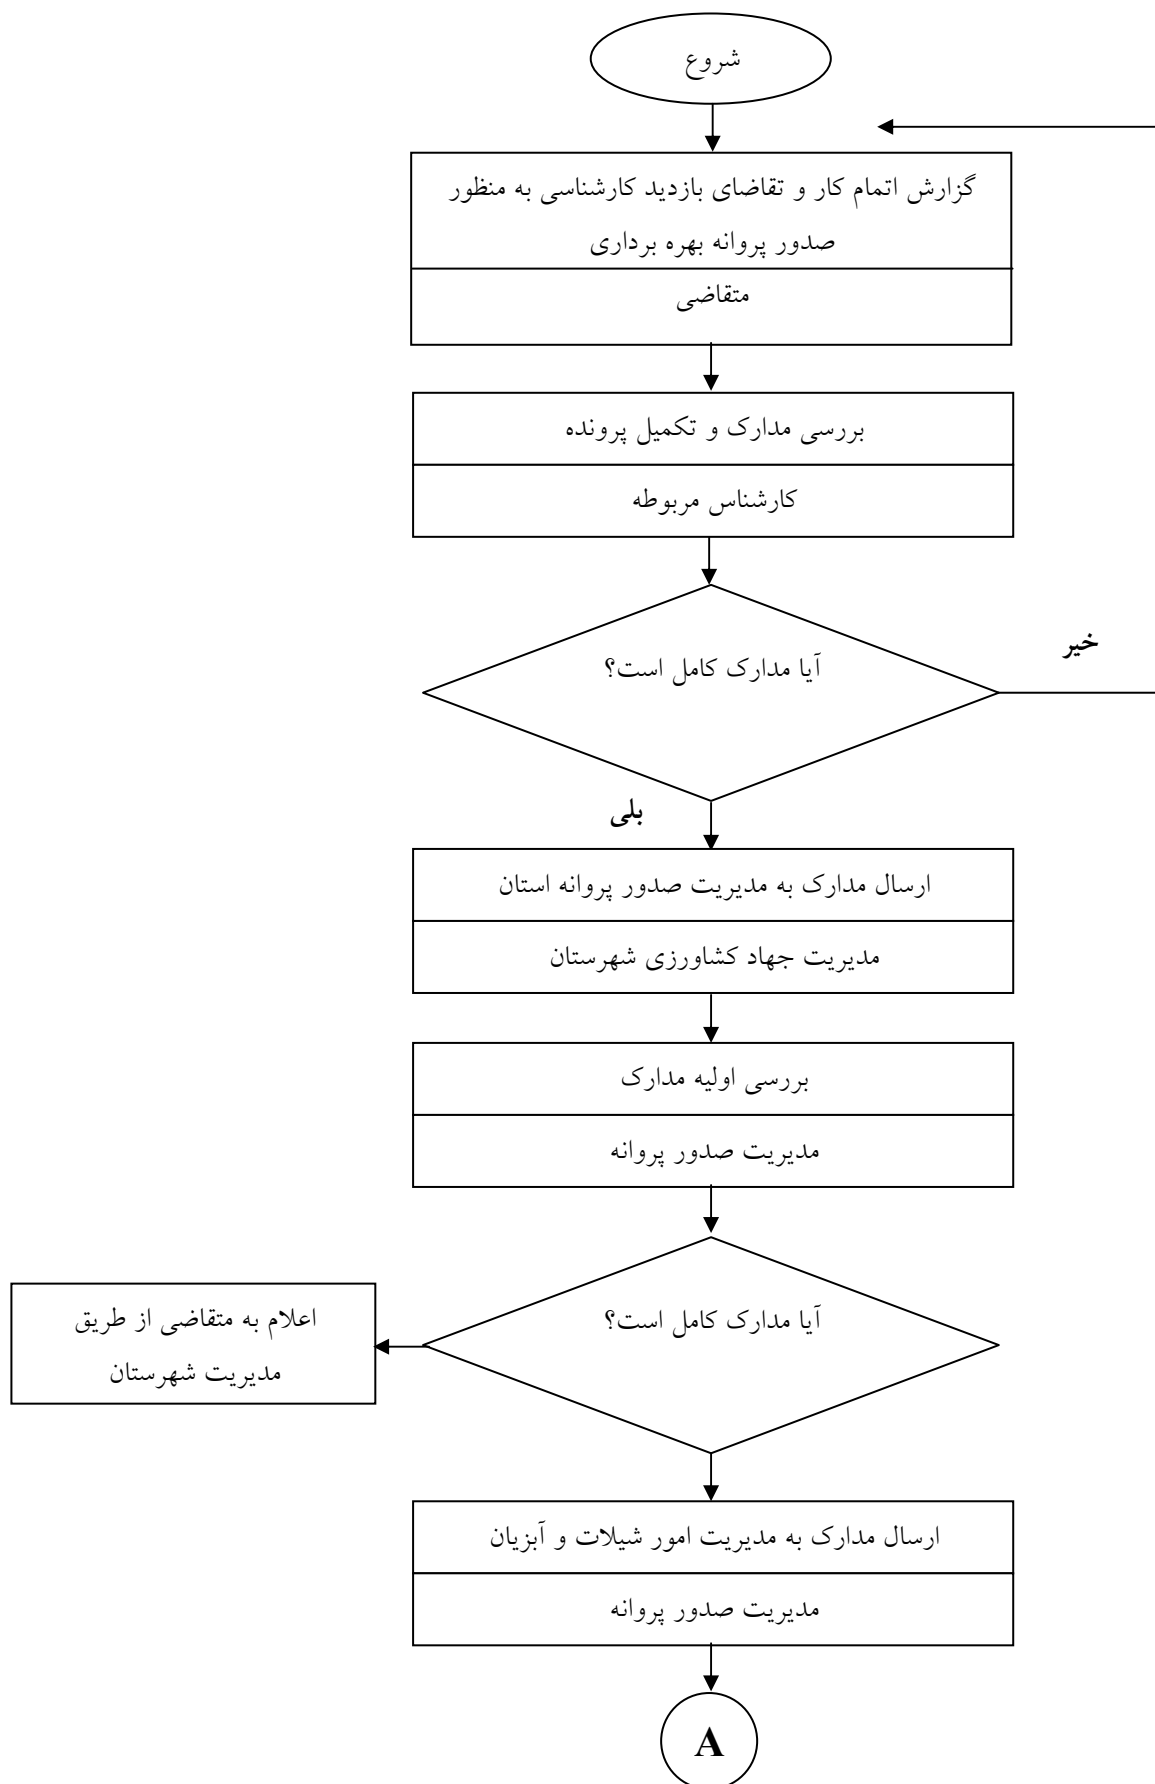 شروع
گزارش اتمام کار و تقاضای بازدید کارشناسی به منظور
صدور پروانه بهره برداری
متقاضی
بررسی مدارک و تکمیل پرونده
کارشناس مربوطه
آیا مدارک کامل است؟
خیر
بلی
ارسال مدارک به مدیریت صدور پروانه استان
مدیریت جهاد کشاورزی شهرستان
بررسی اولیه مدارک
مدیریت صدور پروانه
آیا مدارک کامل است؟
اعلام به متقاضی از طریق
مدیریت شهرستان
ارسال مدارک به مدیریت امور شیلات و آبزیان
مدیریت صدور پروانه
A